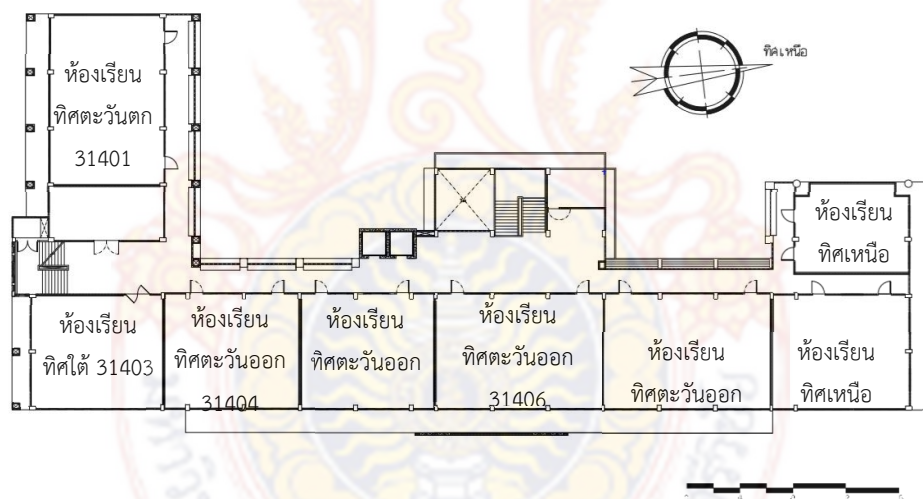 ทิศเหนือ
ห้องเรียน
ทิศตะวันตก
31401
ห้องเรียน
ทิศเหนือ
ห้องเรียน
ทิศใต้ 31403
ห้องเรียน
ทิศตะวันออก
31404
ห้องเรียน
ทิศตะวันออก
ห้องเรียน
ทิศตะวันออก
31406
ห้องเรียน
ทิศตะวันออก
ห้องเรียน
ทิศเหนือ